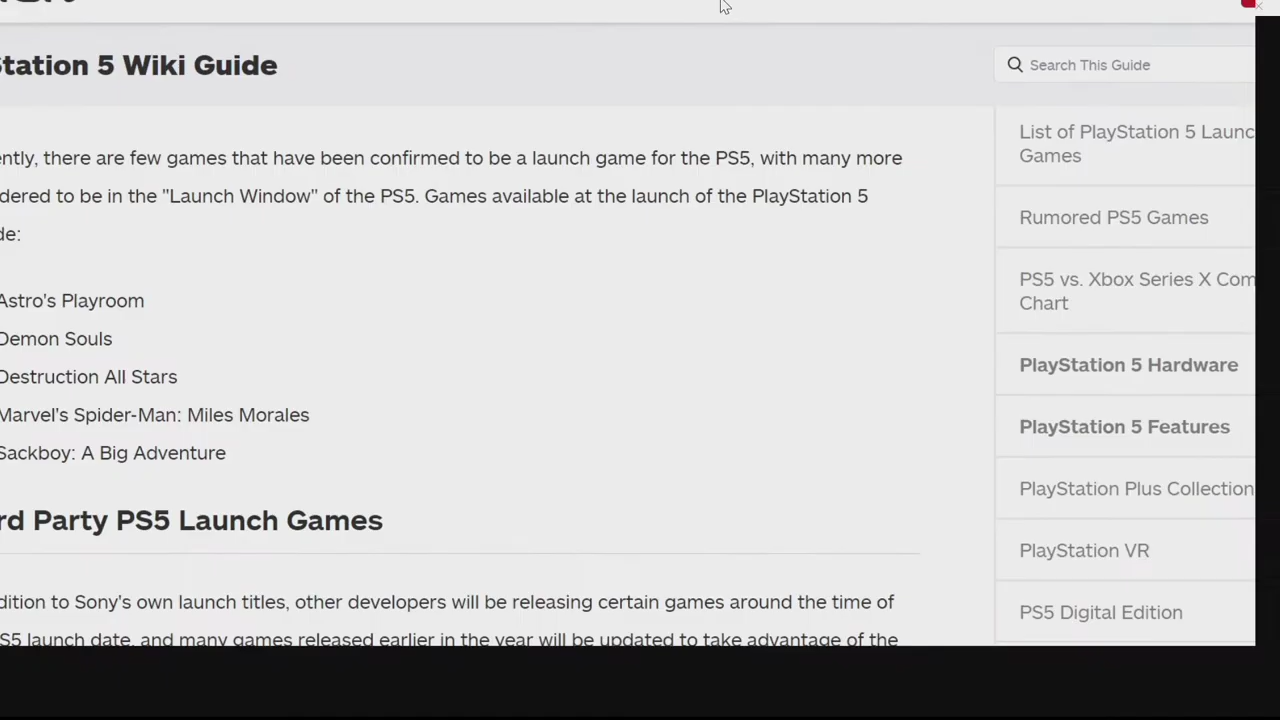 Station 5 Wiki Guide
Search This Guide
ently, there are few games that have been confirmed to be a launch game for the PS5, with many more
dered to be in the "Launch Window" of the PS5. Games available at the launch of the PlayStation 5
de:
Astro's Playroom
Demon Souls
Destruction All Stars
Marvel's Spider-Man: Miles Morales
Sackboy: A Big Adventure
rd Party PS5 Launch Games
dition to Sony's own launch titles, other developers will be releasing certain games around the time of
S5 launch date, and many games released earlier in the year will be updated to take advantage of the
List of PlayStation 5 Launc
Games
Rumored PS5 Games
PS5 vs. Xbox Series X Com
Chart
PlayStation 5 Hardware
PlayStation 5 Features
PlayStation Plus Collection
PlayStation VR
PS5 Digital Edition